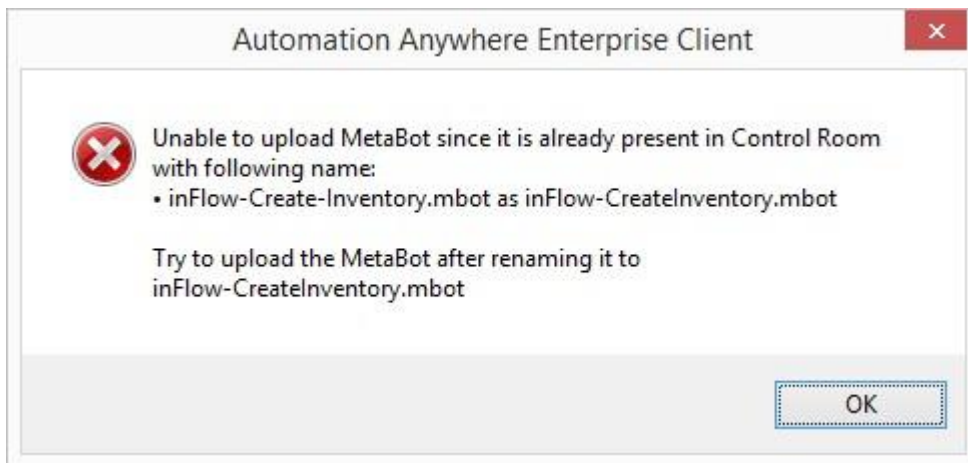 Automation Anywhere Enterprise Client
Unable to upload MetaBot since it is already present in Control Room
with following name:
• inFlow-Create-Inventory.mbot as inFlow-CreateInventory.mbot
Try to upload the MetaBot after renaming it to
inFlow-CreateInventory.mbot
OK